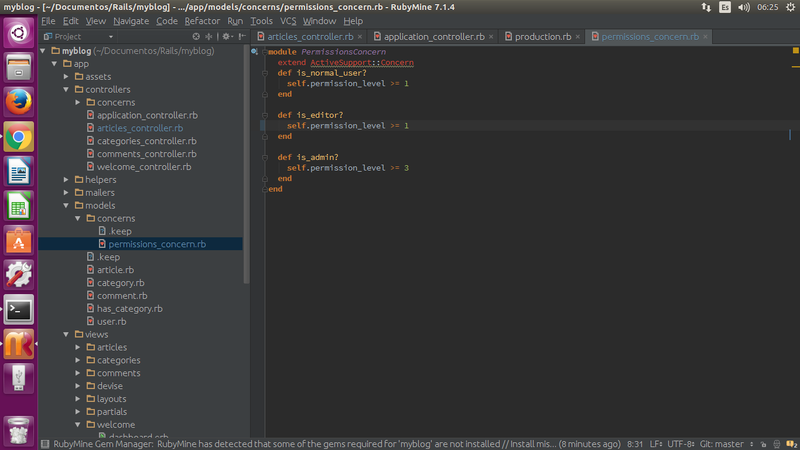 myblog - [~/Documentos/Rails/myblog] - .../app/models/concerns/permissions_concern.rb - RubyMine 7.1.4
Es
06:25
File Edit View Navigate Code Refactor Run Tools VCS Window Help
Project
articles_controller.rb
application_controller.rb
production.rb
permissions_concern.rb
myblog (~/Documentos/Rails/myblog)
app
assets
controllers
concerns
application_controller.rb
articles_controller.rb
categories_controller.rb
comments_controller.rb
welcome_controller.rb
helpers
mailers
models
concerns
.keep
permissions_concern.rb
.keep
article.rb
category.rb
comment.rb
has_category.rb
user.rb
views
articles
categories
comments
devise
layouts
partials
welcome
dashboard.erb
module PermissionsConcern
  extend ActiveSupport::Concern
  def is_normal_user?
    self.permission_level >= 1
  end
  def is_editor?
    self.permission_level >= 1
  end
  def is_admin?
    self.permission_level >= 3
  end
end
RubyMine Gem Manager: RubyMine has detected that some of the gems required for 'myblog' are not installed // Install mis... (8 minutes ago)
8:31 LF UTF-8 Git: master
2